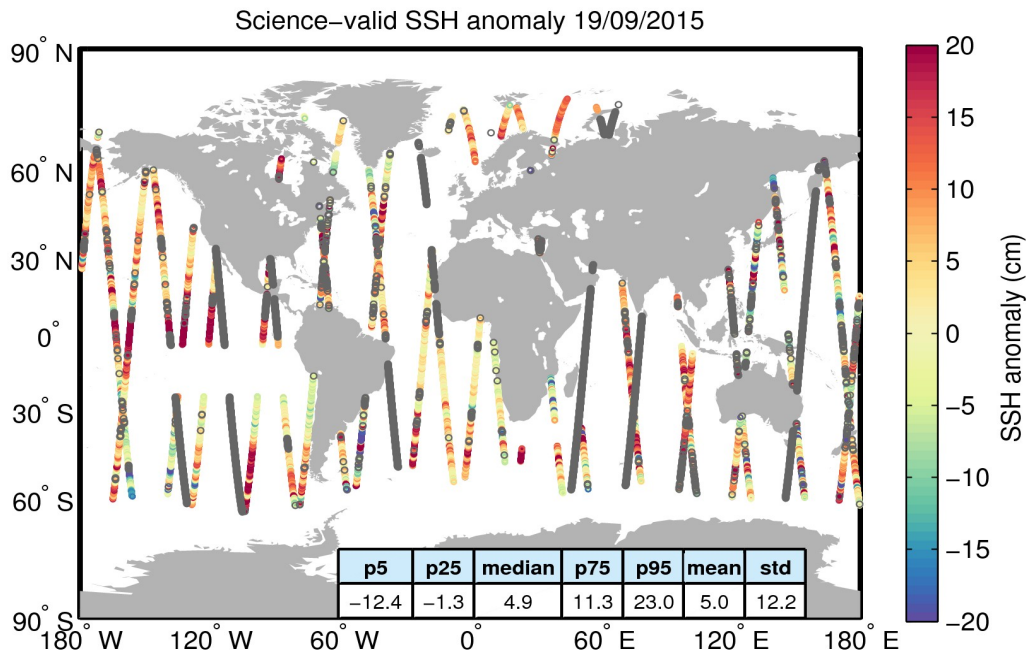 Science−valid SSH anomaly 19/09/2015
90° N
60° N
30° N
0°
30° S
60° S
90° S
180° W
120° W
60° W
0°
60° E
120° E
180° E
p5 p25 median p75 p95 mean std
−12.4 −1.3 4.9 11.3 23.0 5.0 12.2
20
15
10
5
0
−5
−10
−15
−20
SSH anomaly (cm)